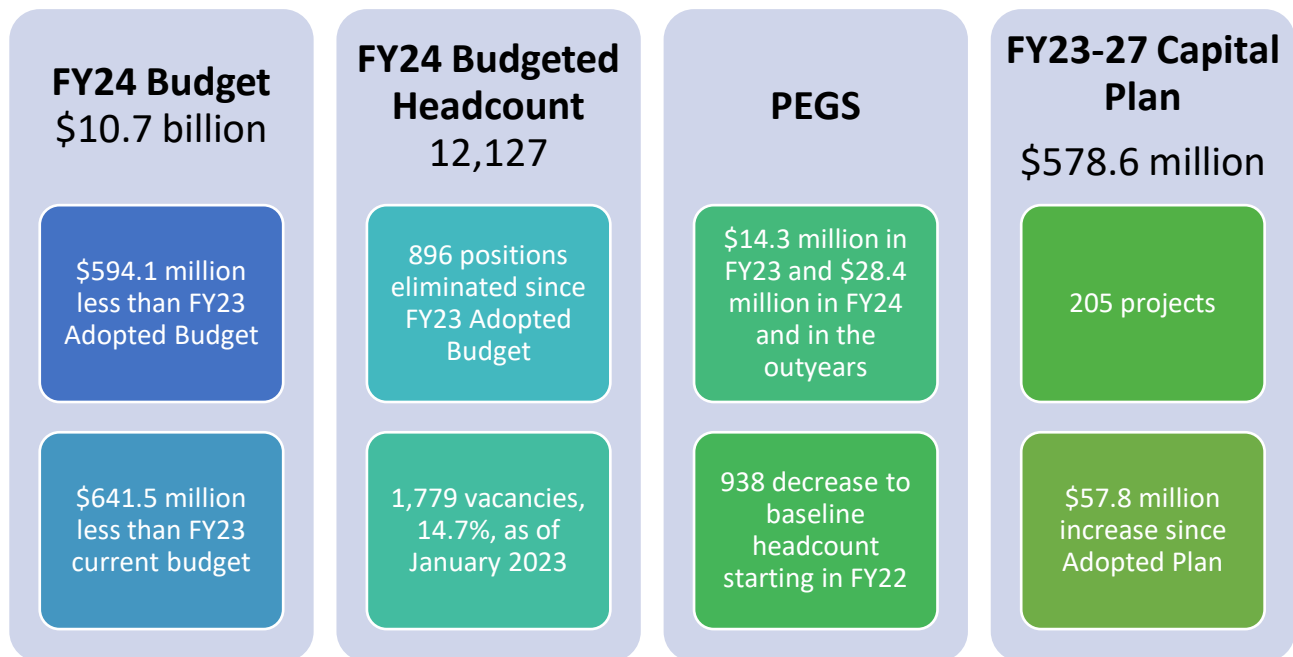 FY24 Budget
$10.7 billion
$594.1 million
less than FY23
Adopted Budget
$641.5 million
less than FY23
current budget
FY24 Budgeted
Headcount
12,127
896 positions
eliminated since
FY23 Adopted
Budget
1,779 vacancies,
14.7%, as of
January 2023
PEGS
$14.3 million in
FY23 and $28.4
million in FY24
and in the
outyears
938 decrease to
baseline
headcount
starting in FY22
FY23-27 Capital
Plan
$578.6 million
205 projects
$57.8 million
increase since
Adopted Plan